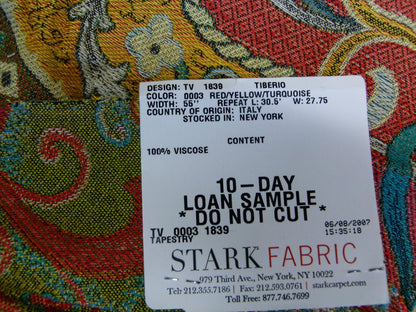 DESIGN: TV 1839 TIBERIO
COLOR: 0003 RED/YELLOW/TURQUOISE
WIDTH: 55'' REPEAT L: 30.5' W: 27.75
COUNTRY OF ORIGIN: ITALY
STOCKED IN: NEW YORK
CONTENT
100% VISCOSE
10-DAY
LOAN SAMPLE
* DO NOT CUT *
TV 0003 1839 06/08/2007
TAPESTRY 15:35:18
STARK FABRIC
979 Third Ave., New York, NY 10022
Tel: 212.355.7186 | Fax: 212.593.0761 | starkcarpet.com
Toll Free: 877.746.7699